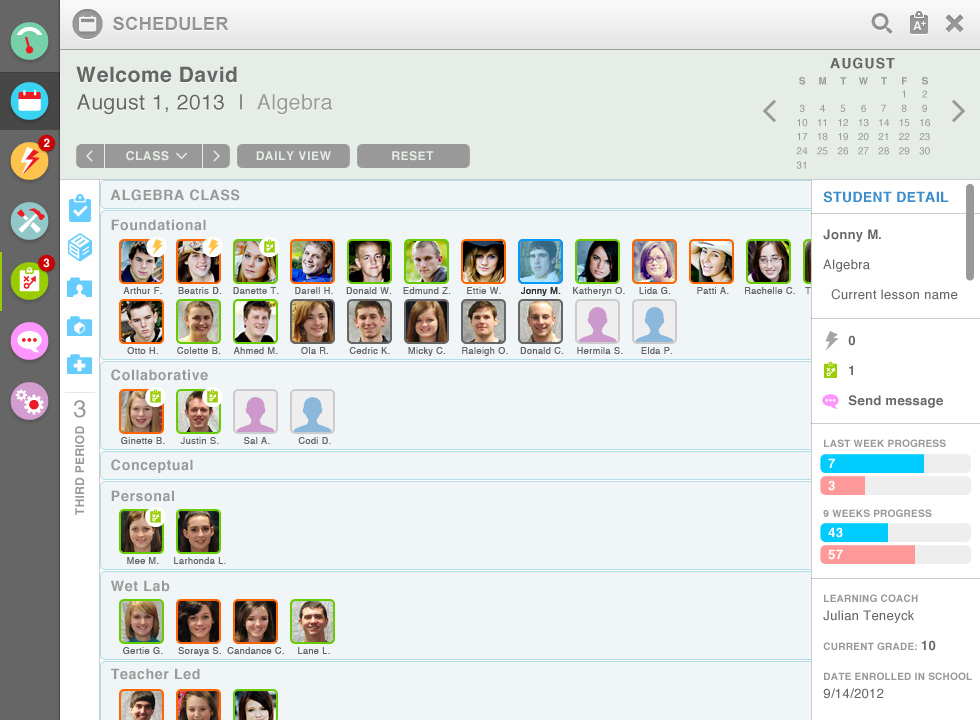 SCHEDULER
A+
Welcome David
August 1, 2013 | Algebra
CLASS
DAILY VIEW
RESET
AUGUST
S M T W T F S
1 2
3 4 5 6 7 8 9
10 11 12 13 14 15 16
17 18 19 20 21 22 23
24 25 26 27 28 29 30
31
2
3
3
THIRD PERIOD
ALGEBRA CLASS
Foundational
Arthur F. Beatris D. Danette T. Darell H. Donald W. Edmund Z. Ettie W. Jonny M. Katheryn O. Lida G. Patti A. Rachelle C. T
Otto H. Colette B. Ahmed M. Ola R. Cedric K. Micky C. Raleigh O. Donald C. Hermila S. Elda P.
Collaborative
Ginette B. Justin S. Sal A. Codi D.
Conceptual
Personal
Mee M. Larhonda L.
Wet Lab
Gertie G. Soraya S. Candance C. Lane L.
Teacher Led
STUDENT DETAIL
Jonny M.
Algebra
Current lesson name
0
1
Send message
LAST WEEK PROGRESS
7
3
9 WEEKS PROGRESS
43
57
LEARNING COACH
Julian Teneyck
CURRENT GRADE: 10
DATE ENROLLED IN SCHOOL
9/14/2012